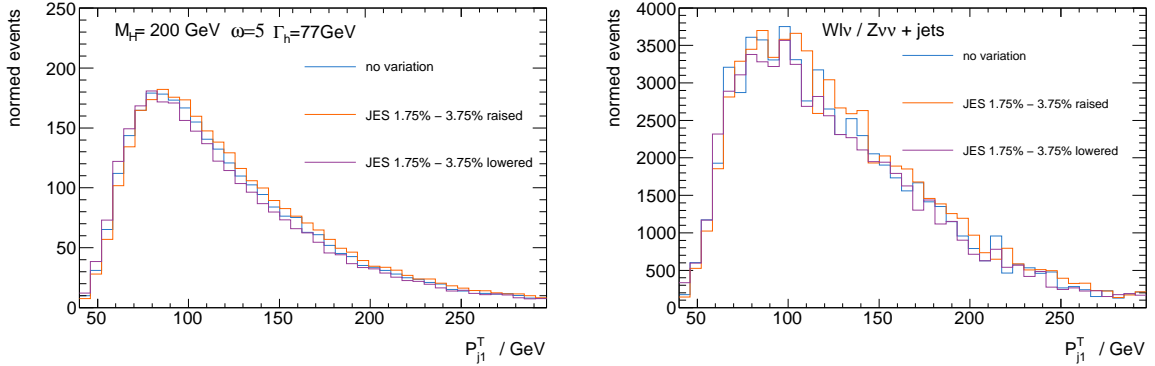 M_H= 200 GeV ω=5 Γ_h=77GeV
normed events
250
200
150
100
50
0
no variation
JES 1.75% − 3.75% raised
JES 1.75% − 3.75% lowered
50 100 150 200 250
P^T_j1 / GeV
Wlν / Zνν + jets
normed events
4000
3500
3000
2500
2000
1500
1000
500
0
no variation
JES 1.75% − 3.75% raised
JES 1.75% − 3.75% lowered
50 100 150 200 250
P^T_j1 / GeV